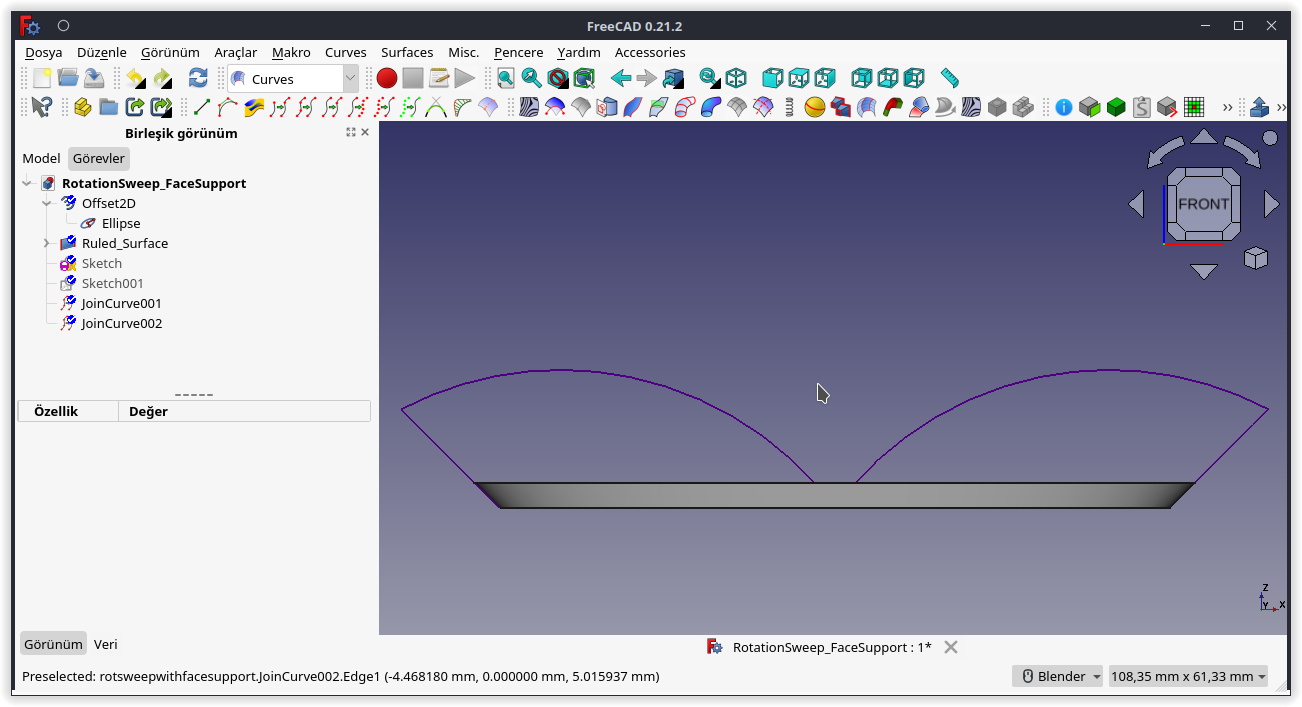 FreeCAD 0.21.2
Dosya Düzenle Görünüm Araçlar Makro Curves Surfaces Misc. Pencere Yardım Accessories
Curves
Birleşik görünüm
Model Görevler
RotationSweep_FaceSupport
Offset2D
Ellipse
Ruled_Surface
Sketch
Sketch001
JoinCurve001
JoinCurve002
Özellik Değer
FRONT
Z
Y X
Görünüm Veri
RotationSweep_FaceSupport : 1*
Preselected: rotsweepwithfacesupport.JoinCurve002.Edge1 (-4.468180 mm, 0.000000 mm, 5.015937 mm)
Blender 108,35 mm x 61,33 mm